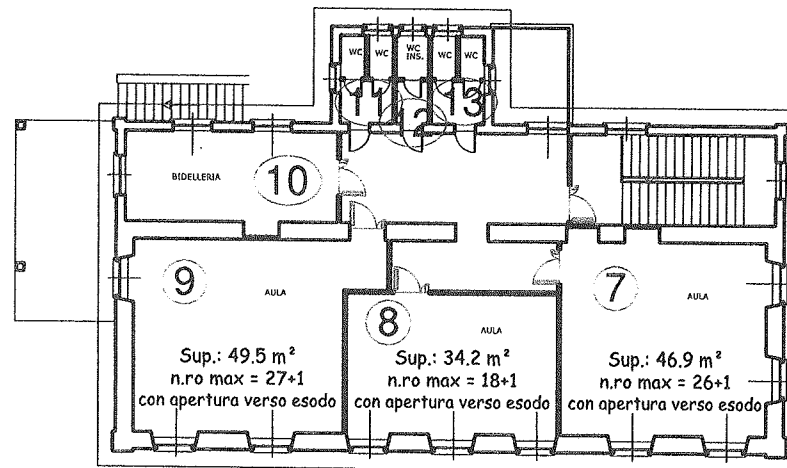 WC
WC
WC
INS.
WC
WC
11
12
13
BIDELLERIA
10
9
AULA
Sup.: 49.5 m²
n.ro max = 27+1
con apertura verso esodo
8
AULA
Sup.: 34.2 m²
n.ro max = 18+1
con apertura verso esodo
7
AULA
Sup.: 46.9 m²
n.ro max = 26+1
con apertura verso esodo